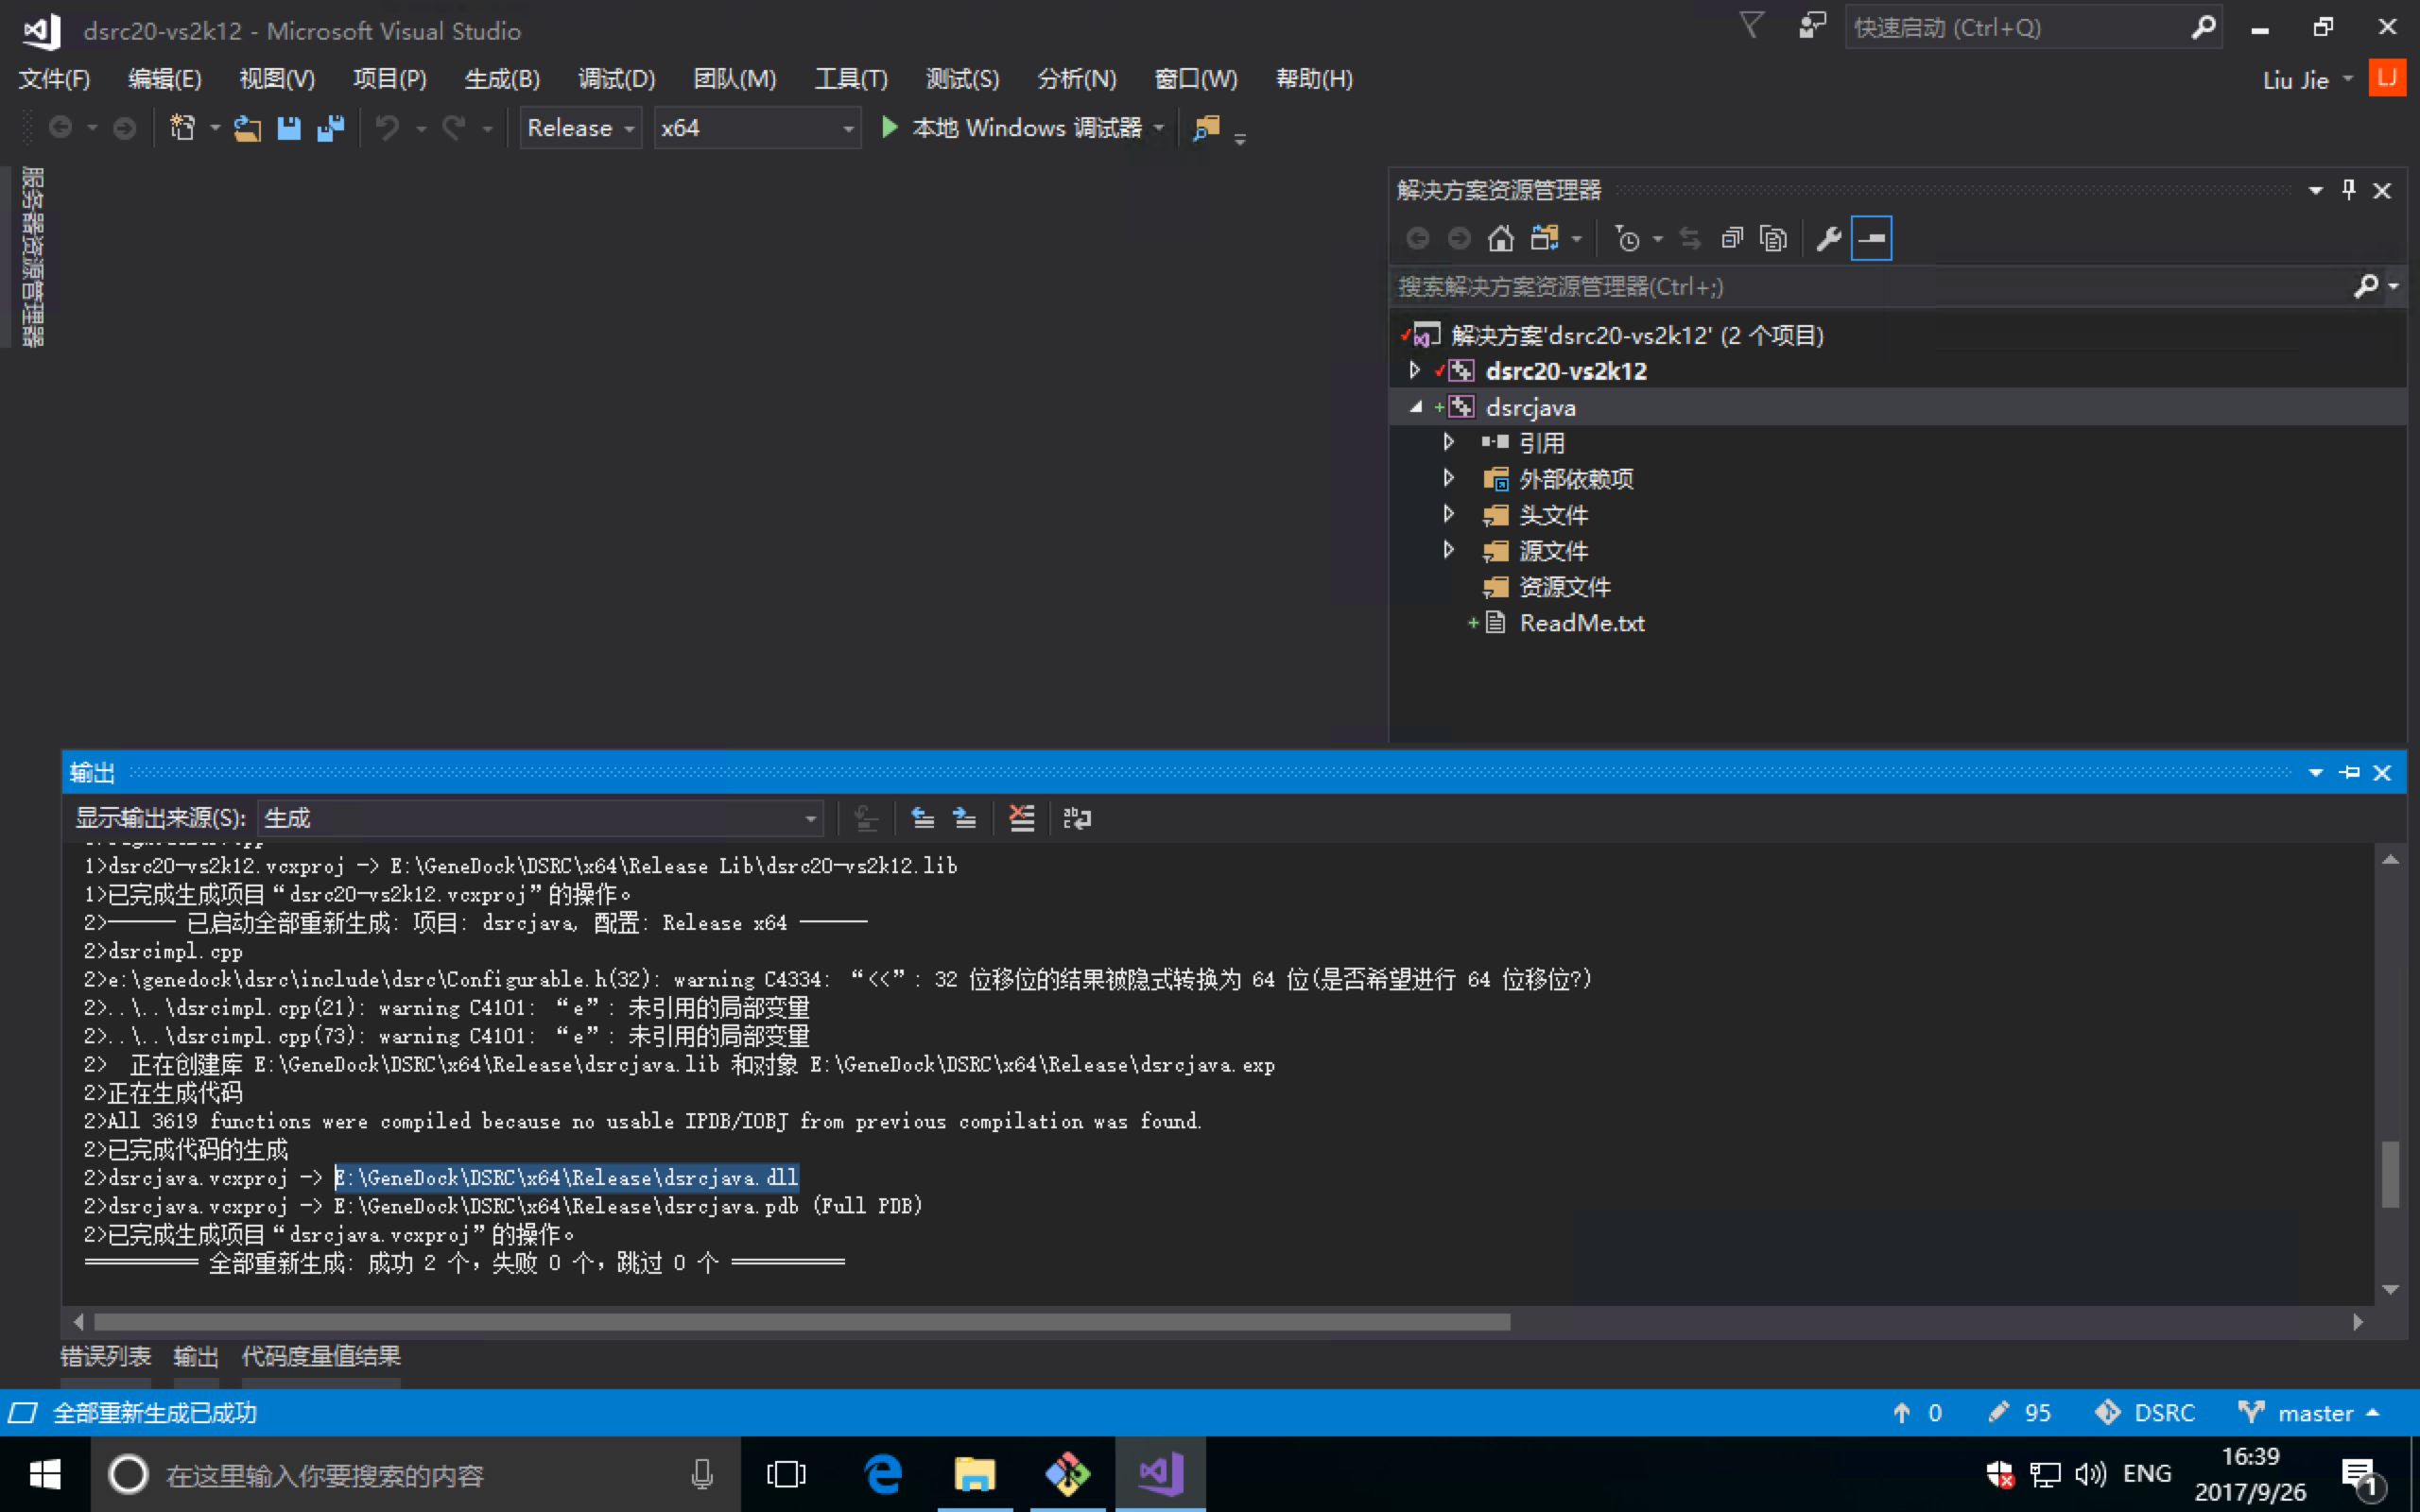 dsrc20-vs2k12 - Microsoft Visual Studio
快速启动 (Ctrl+Q)
文件(F) 编辑(E) 视图(V) 项目(P) 生成(B) 调试(D) 团队(M) 工具(T) 测试(S) 分析(N) 窗口(W) 帮助(H)
Liu Jie LJ
Release x64 本地 Windows 调试器
服务器资源管理器
解决方案资源管理器
搜索解决方案资源管理器(Ctrl+;)
解决方案'dsrc20-vs2k12' (2 个项目)
dsrc20-vs2k12
dsrcjava
引用
外部依赖项
头文件
源文件
资源文件
ReadMe.txt
输出
显示输出来源(S): 生成
1>dsrc20-vs2k12.vcxproj -> E:\GeneDock\DSRC\x64\Release Lib\dsrc20-vs2k12.lib
1>已完成生成项目“dsrc20-vs2k12.vcxproj”的操作。
2>------ 已启动全部重新生成: 项目: dsrcjava, 配置: Release x64 ------
2>dsrcimpl.cpp
2>e:\genedock\dsrc\include\dsrc\Configurable.h(32): warning C4334: “<<”: 32 位移位的结果被隐式转换为 64 位(是否希望进行 64 位移位?)
2>..\..\dsrcimpl.cpp(21): warning C4101: “e”: 未引用的局部变量
2>..\..\dsrcimpl.cpp(73): warning C4101: “e”: 未引用的局部变量
2>  正在创建库 E:\GeneDock\DSRC\x64\Release\dsrcjava.lib 和对象 E:\GeneDock\DSRC\x64\Release\dsrcjava.exp
2>正在生成代码
2>All 3619 functions were compiled because no usable IPDB/IOBJ from previous compilation was found.
2>已完成代码的生成
2>dsrcjava.vcxproj -> E:\GeneDock\DSRC\x64\Release\dsrcjava.dll
2>dsrcjava.vcxproj -> E:\GeneDock\DSRC\x64\Release\dsrcjava.pdb (Full PDB)
2>已完成生成项目“dsrcjava.vcxproj”的操作。
========== 全部重新生成: 成功 2 个，失败 0 个，跳过 0 个 ==========
错误列表 输出 代码度量值结果
全部重新生成已成功
0 95 DSRC master
在这里输入你要搜索的内容
ENG
16:39
2017/9/26
1